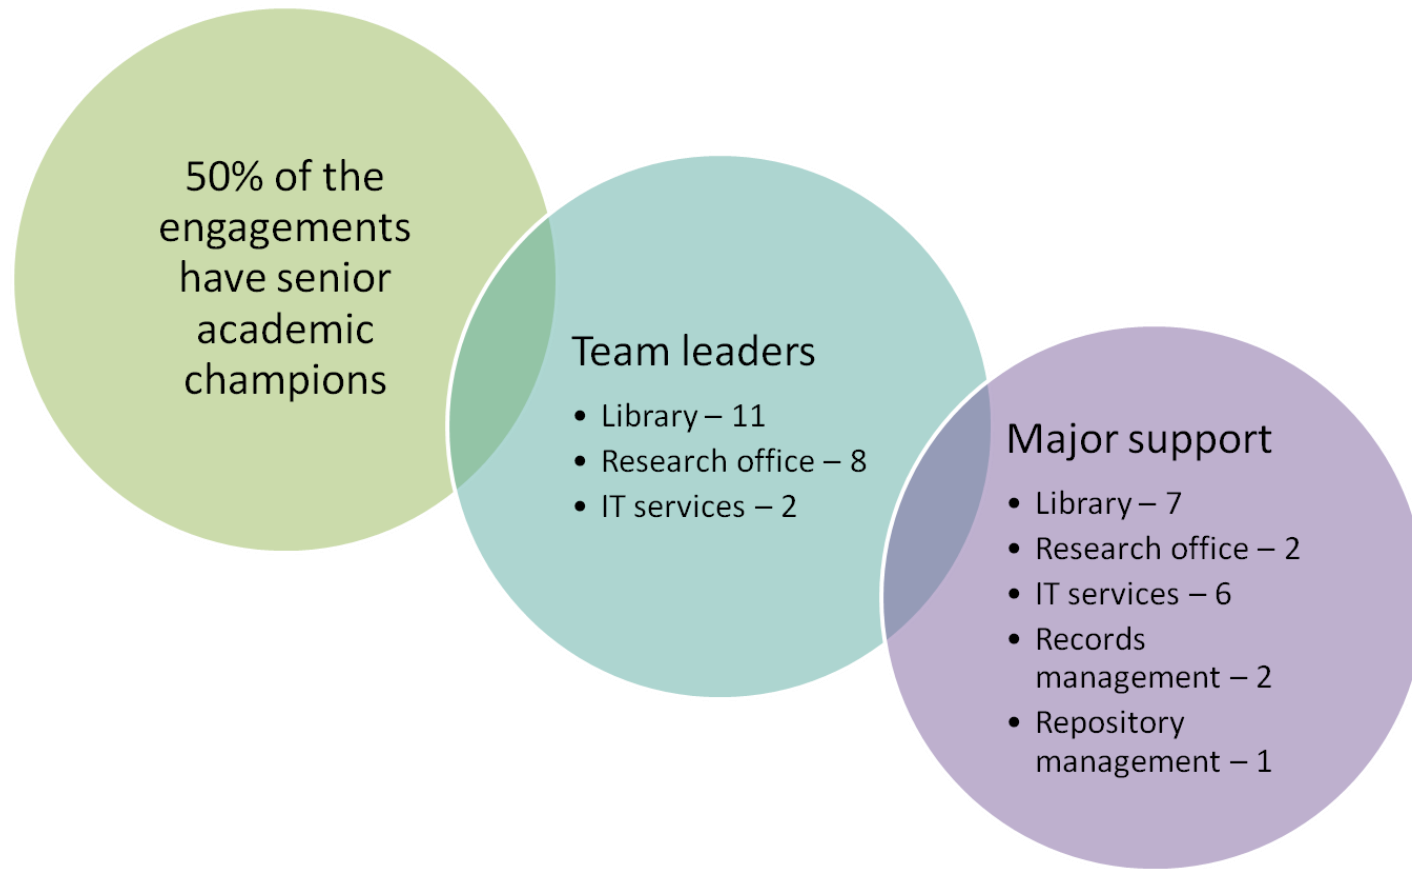 50% of the
engagements
have senior
academic
champions
Team leaders
• Library – 11
• Research office – 8
• IT services – 2
Major support
• Library – 7
• Research office – 2
• IT services – 6
• Records
management – 2
• Repository
management – 1